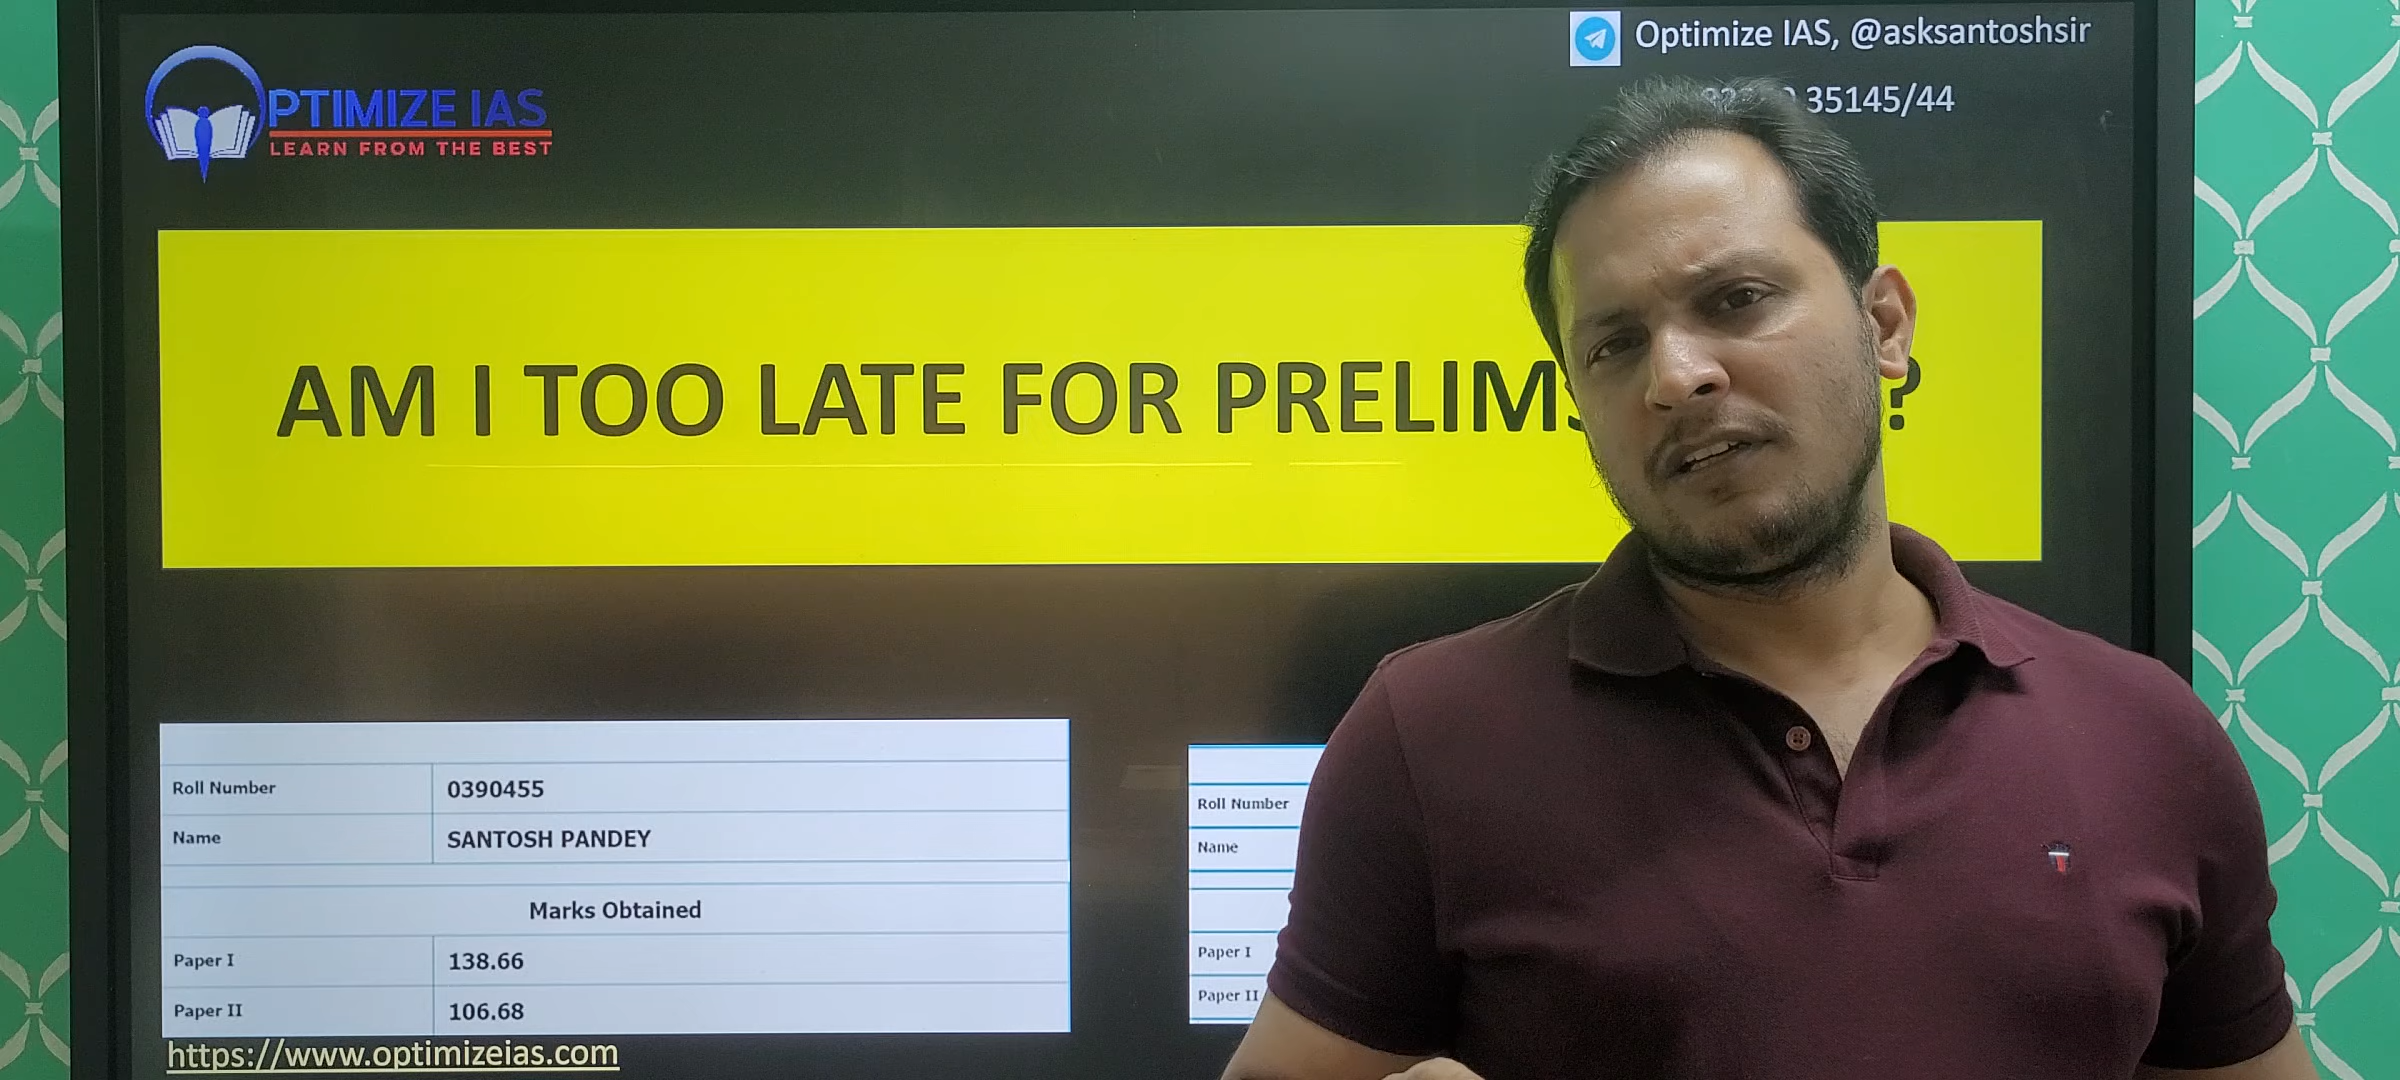 Optimize IAS, @asksantoshsir
35145/44
OPTIMIZE IAS
LEARN FROM THE BEST
AM I TOO LATE FOR PRELIMS ?
Roll Number 0390455
Name SANTOSH PANDEY
Marks Obtained
Paper I 138.66
Paper II 106.68
Roll Number
Name
Paper I
Paper II
https://www.optimizeias.com